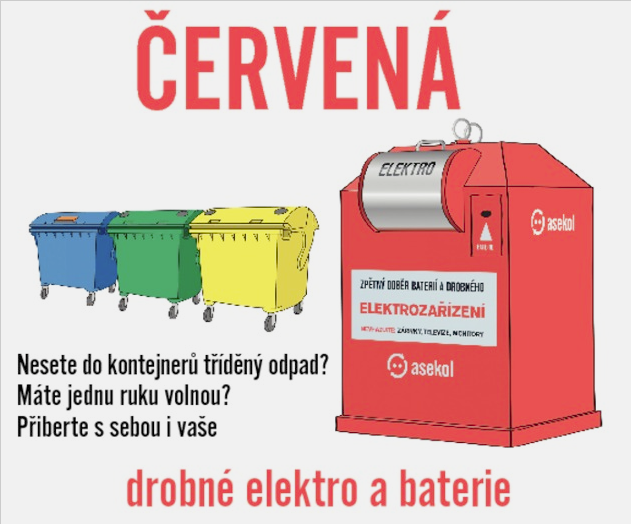 ČERVENÁ
ELEKTRO
asekol
ZPĚTNÝ ODBĚR BATERIÍ A DROBNÉHO
ELEKTROZAŘÍZENÍ
ZÁŘIVKY, TELEVIZE, MONITORY
asekol
Nesete do kontejnerů tříděný odpad?
Máte jednu ruku volnou?
Přiberte s sebou i vaše
drobné elektro a baterie